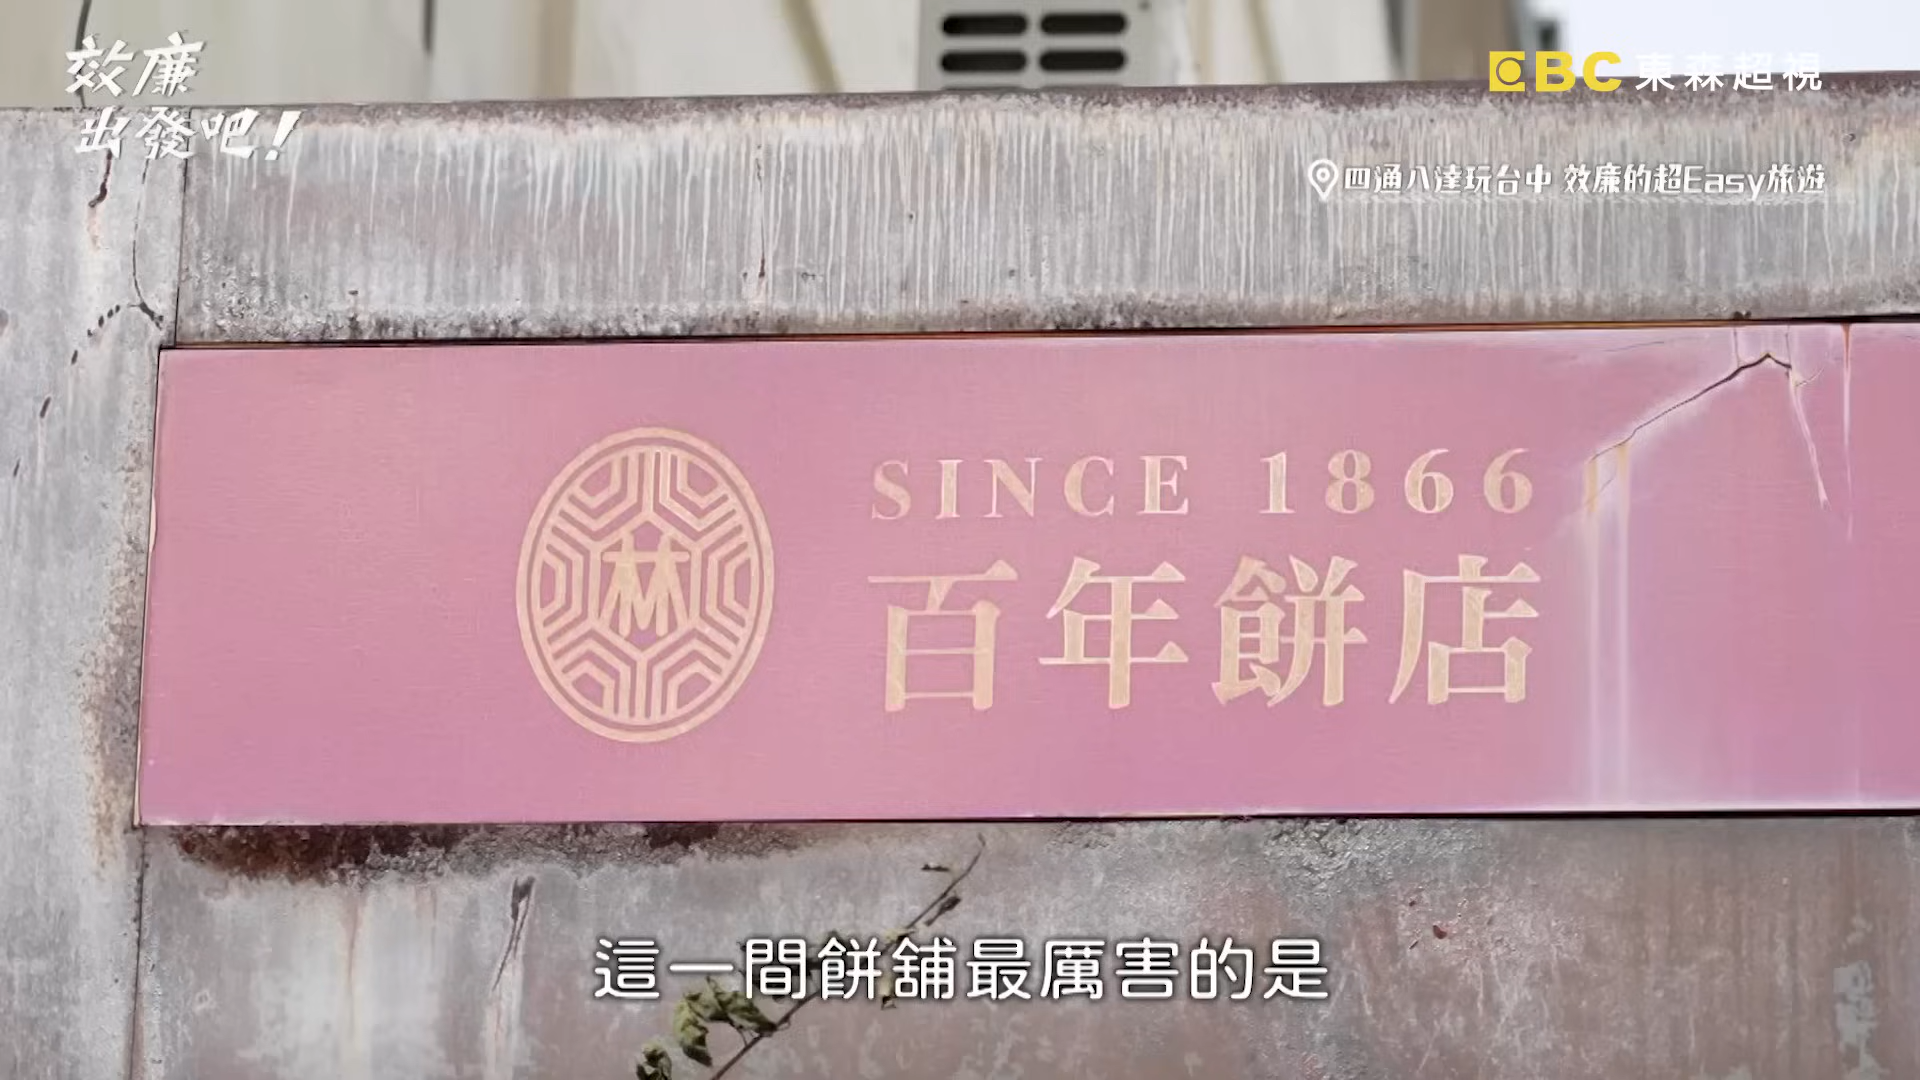 效廉
出發吧！
EBC 東森超視
四通八達玩台中 效廉的超Easy旅遊
林
SINCE 1866
百年餅店
這一間餅舖最厲害的是